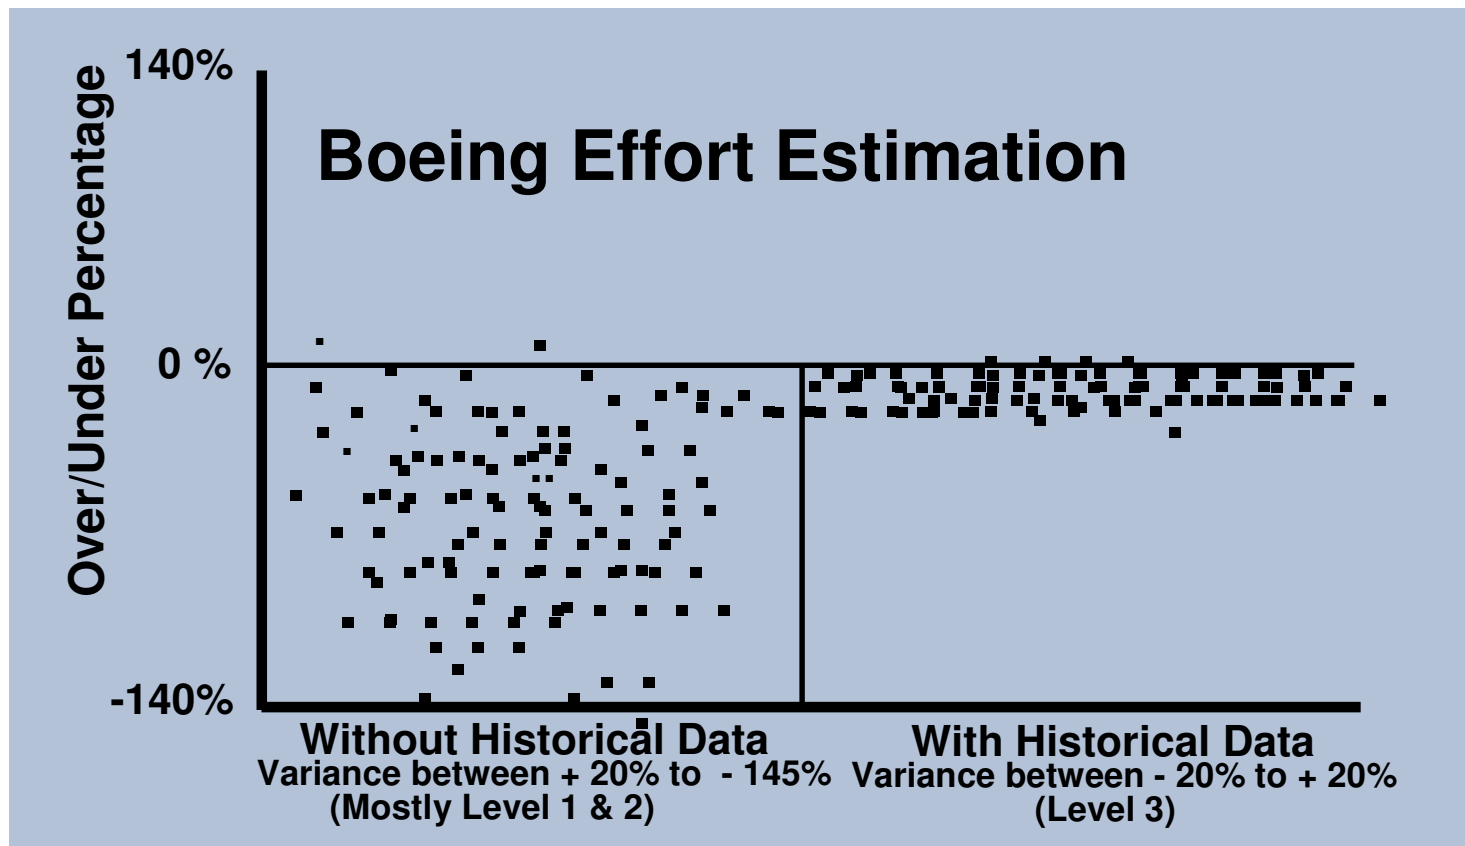 140%
Boeing Effort Estimation
Over/Under Percentage
0 %
-140%
Without Historical Data
Variance between + 20% to - 145%
(Mostly Level 1 & 2)
With Historical Data
Variance between - 20% to + 20%
(Level 3)